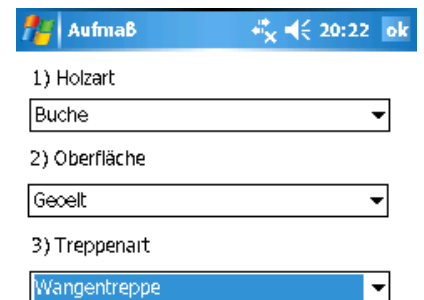 Aufmaß 20:22 ok
1) Holzart
Buche
2) Oberfläche
Geoelt
3) Treppenart
Wangentreppe